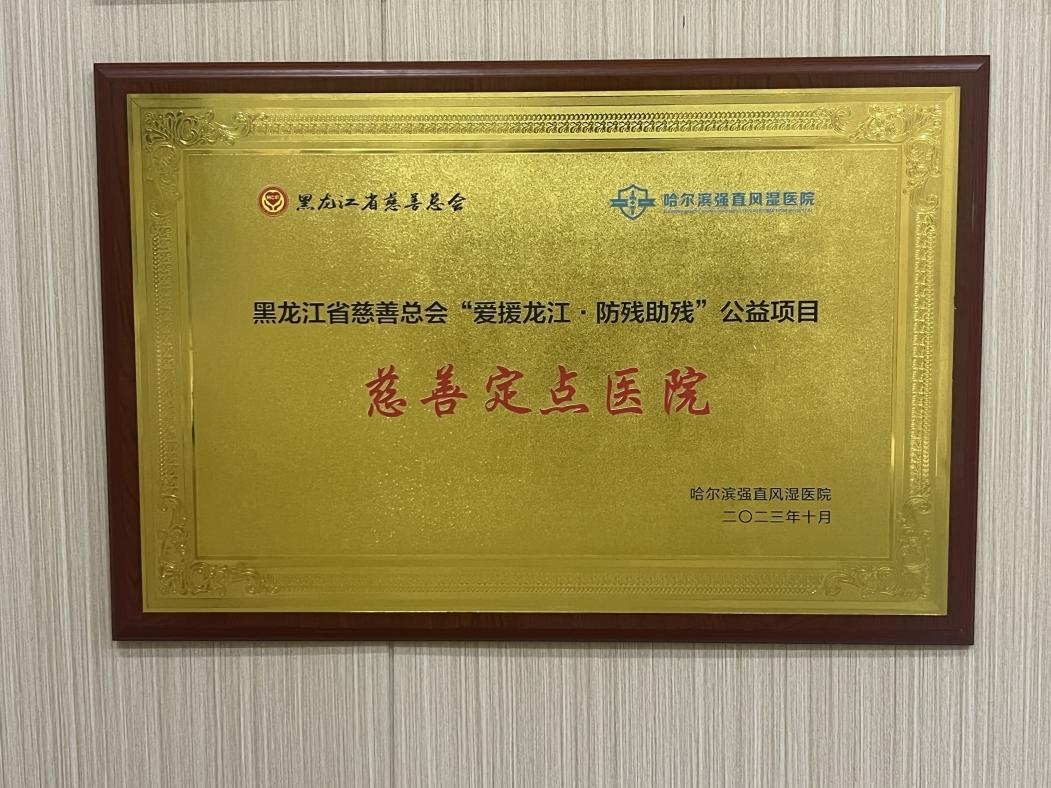 黑龙江省慈善总会
哈尔滨强直风湿医院
黑龙江省慈善总会“爱援龙江·防残助残”公益项目
慈善定点医院
哈尔滨强直风湿医院
二〇二三年十月